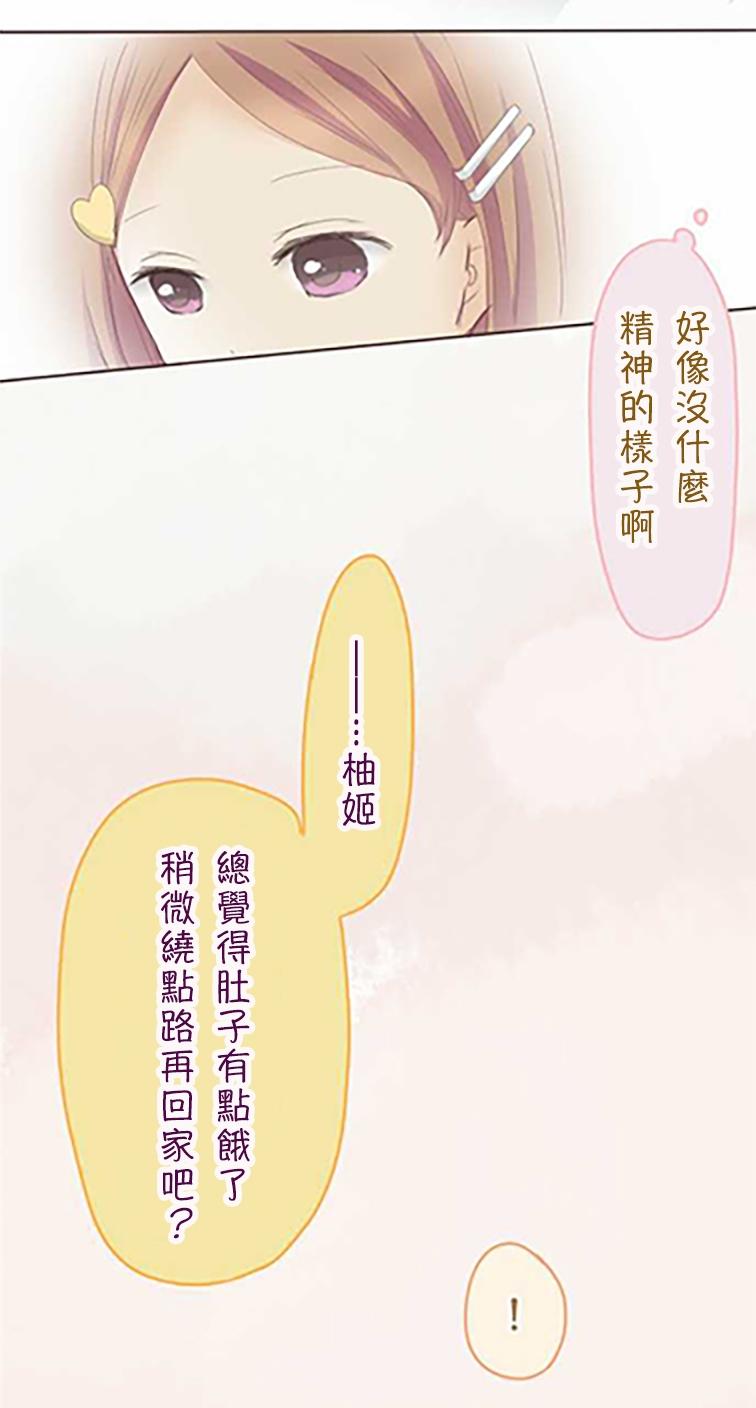 好像沒什麼
精神的樣子啊
——…柚姬
總覺得肚子有點餓了
稍微繞點路再回家吧？
！